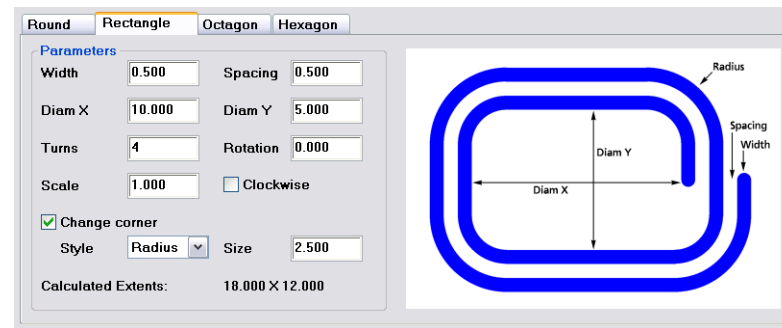 Round Rectangle Octagon Hexagon
Parameters
Width 0.500 Spacing 0.500
Diam X 10.000 Diam Y 5.000
Turns 4 Rotation 0.000
Scale 1.000 Clockwise
Change corner
Style Radius Size 2.500
Calculated Extents: 18.000 X 12.000
Radius
Spacing
Width
Diam Y
Diam X